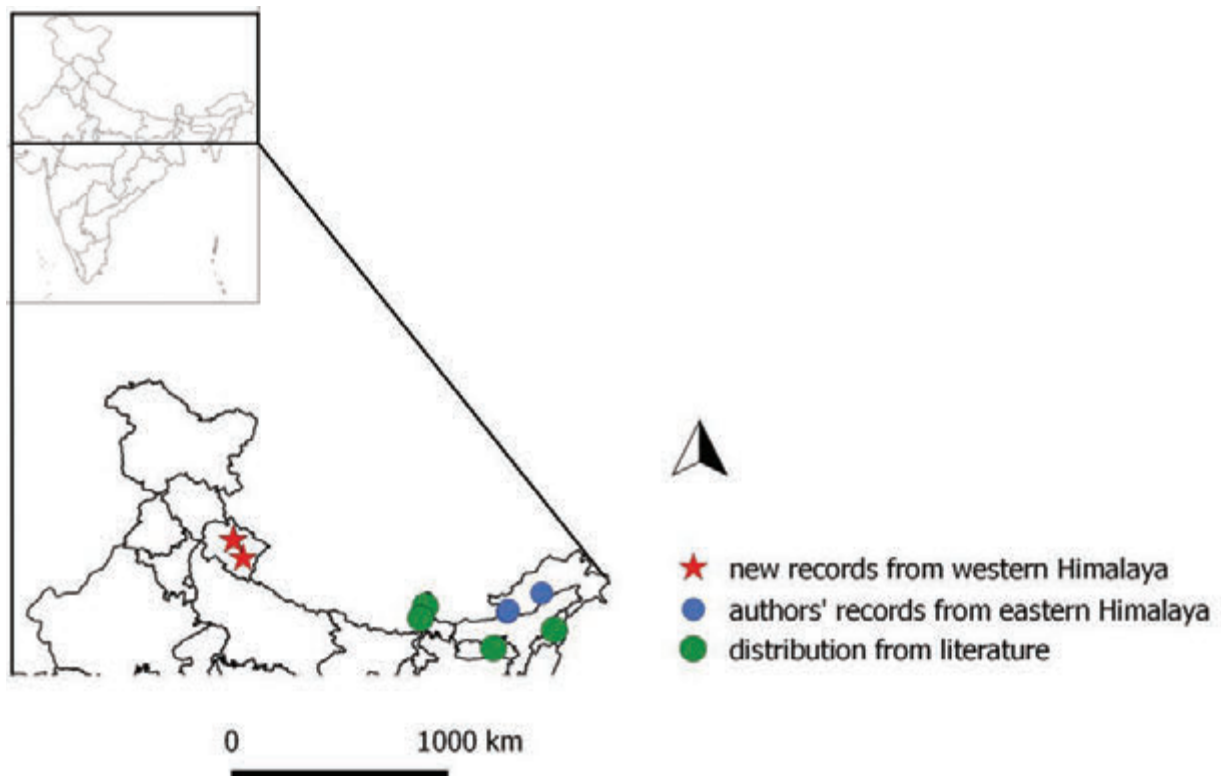 new records from western Himalaya
authors' records from eastern Himalaya
distribution from literature
0 1000 km